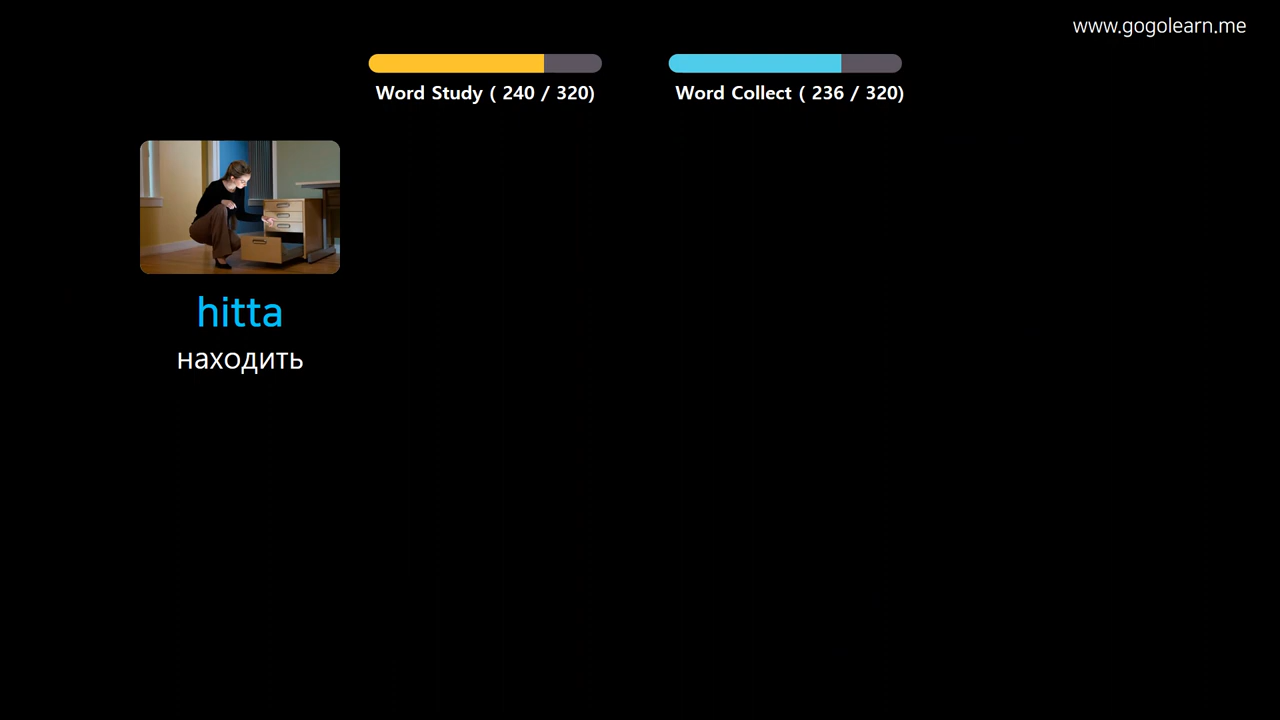 www.gogolearn.me
Word Study ( 240 / 320)
Word Collect ( 236 / 320)
hitta
находить